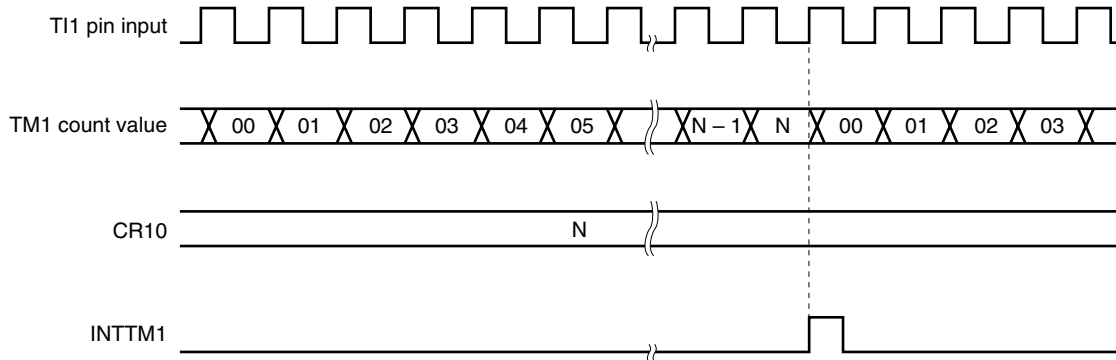 TI1 pin input
TM1 count value 00 01 02 03 04 05 N – 1 N 00 01 02 03
CR10 N
INTTM1